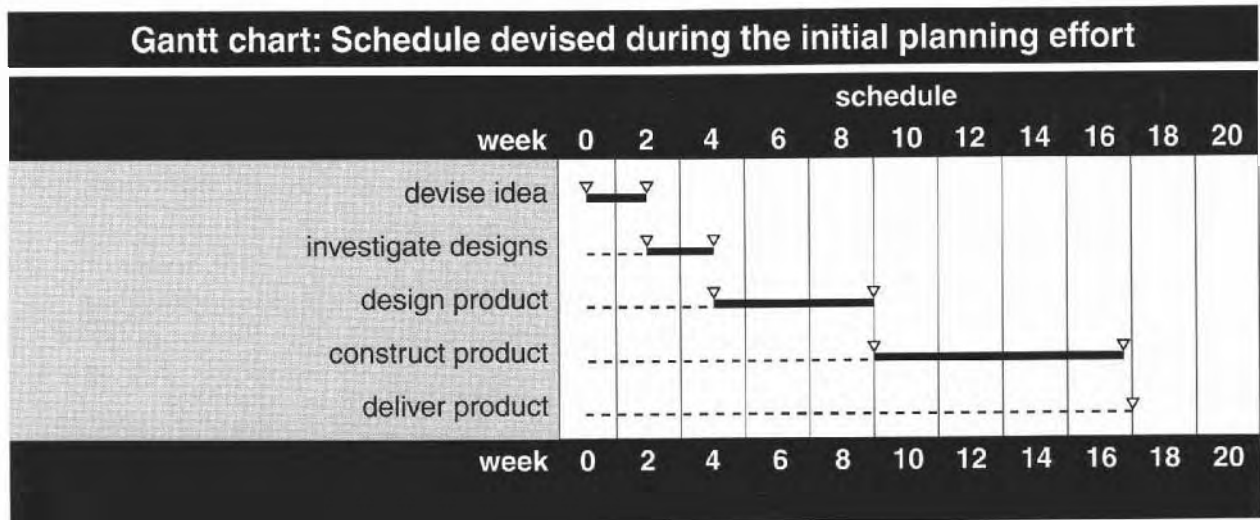 Gantt chart: Schedule devised during the initial planning effort
schedule
week 0 2 4 6 8 10 12 14 16 18 20
devise idea
investigate designs
design product
construct product
deliver product
week 0 2 4 6 8 10 12 14 16 18 20